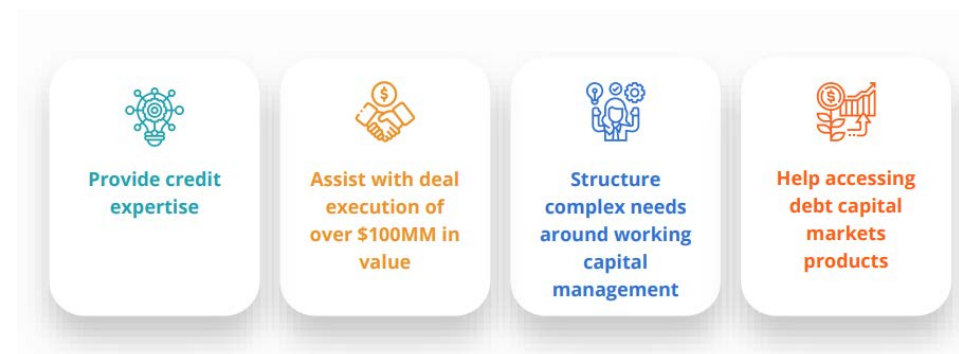 Provide credit
expertise
Assist with deal
execution of
over $100MM in
value
Structure
complex needs
around working
capital
management
Help accessing
debt capital
markets
products